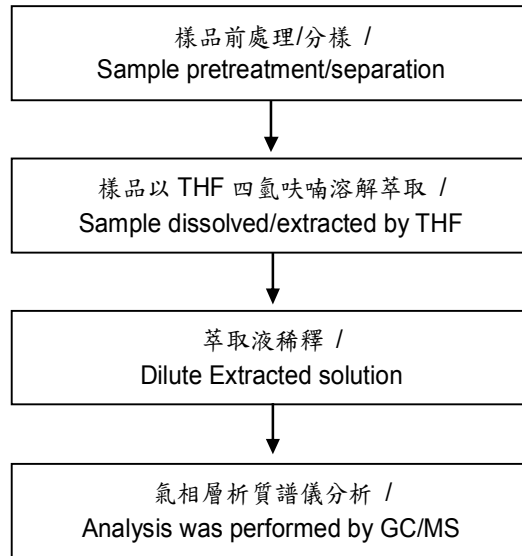 樣品前處理/分樣 /
Sample pretreatment/separation
樣品以 THF 四氫呋喃溶解萃取 /
Sample dissolved/extracted by THF
萃取液稀釋 /
Dilute Extracted solution
氣相層析質譜儀分析 /
Analysis was performed by GC/MS